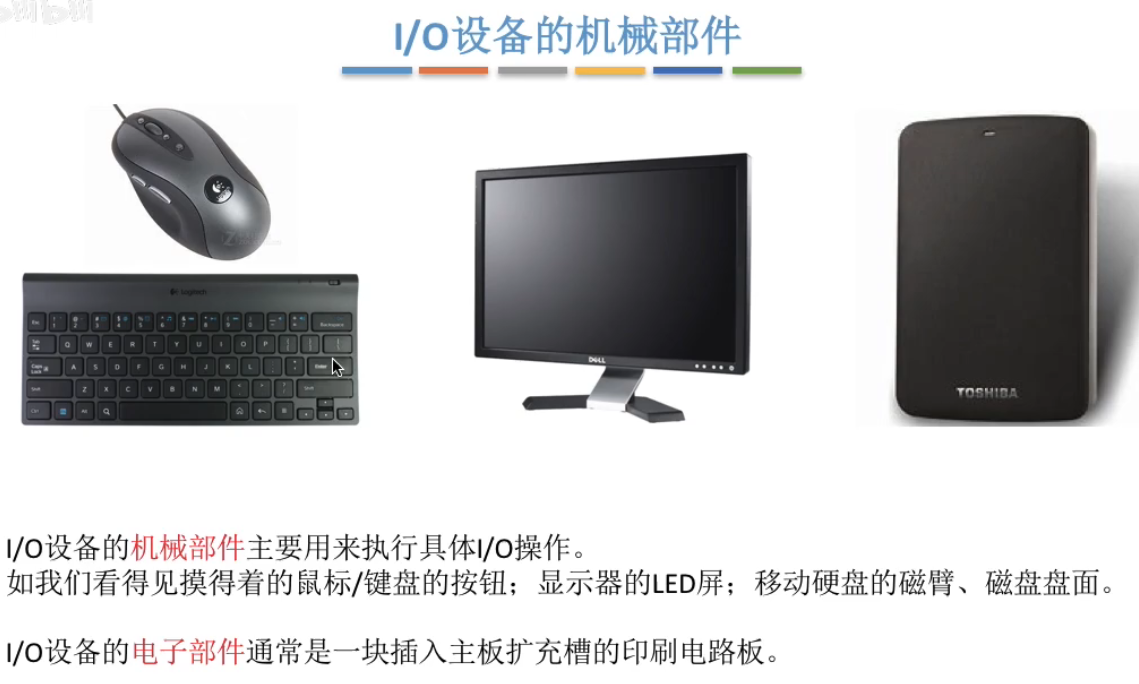 I/O设备的机械部件
Logitech
DELL
TOSHIBA
I/O设备的机械部件主要用来执行具体I/O操作。
如我们看得见摸得着的鼠标/键盘的按钮；显示器的LED屏；移动硬盘的磁臂、磁盘盘面。
I/O设备的电子部件通常是一块插入主板扩充槽的印刷电路板。